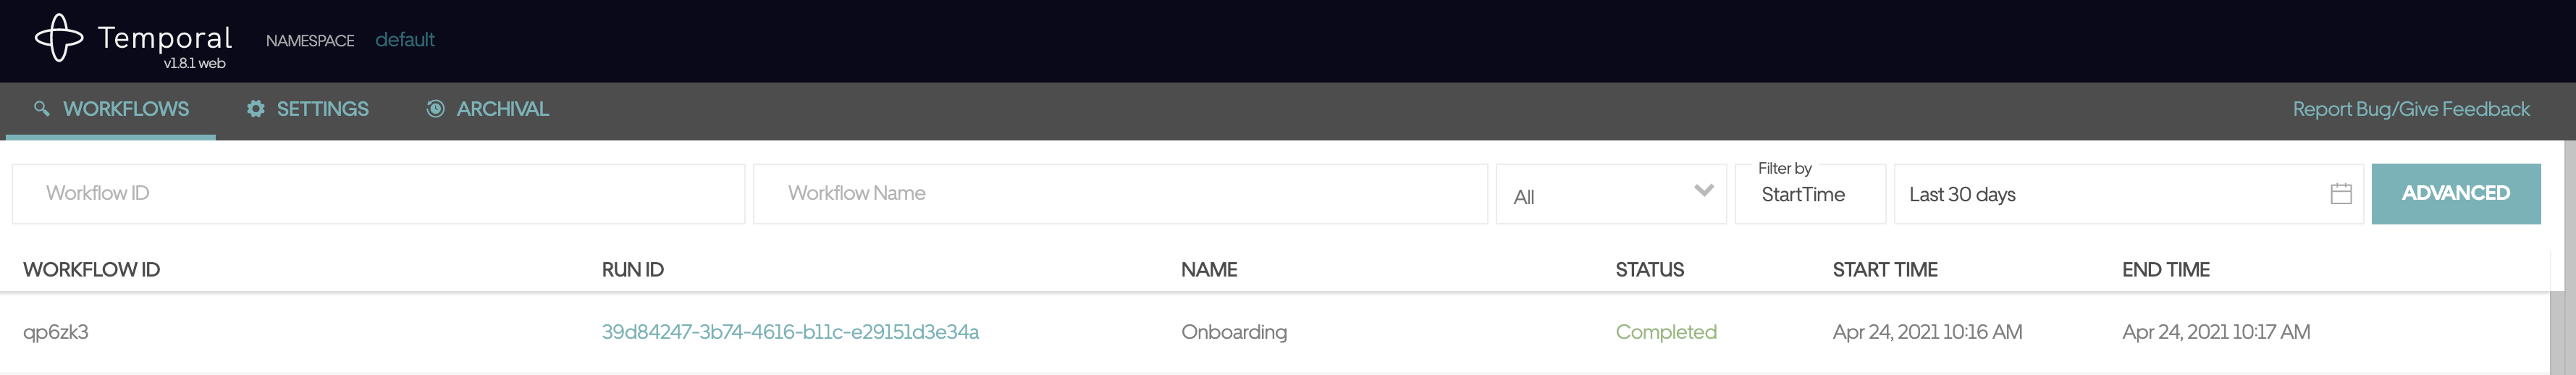 Temporal
v1.8.1 web
NAMESPACE default
WORKFLOWS SETTINGS ARCHIVAL Report Bug/Give Feedback
Workflow ID Workflow Name All Filter by StartTime Last 30 days ADVANCED
WORKFLOW ID RUN ID NAME STATUS START TIME END TIME
qp6zk3 39d84247-3b74-4616-b11c-e29151d3e34a Onboarding Completed Apr 24, 2021 10:16 AM Apr 24, 2021 10:17 AM